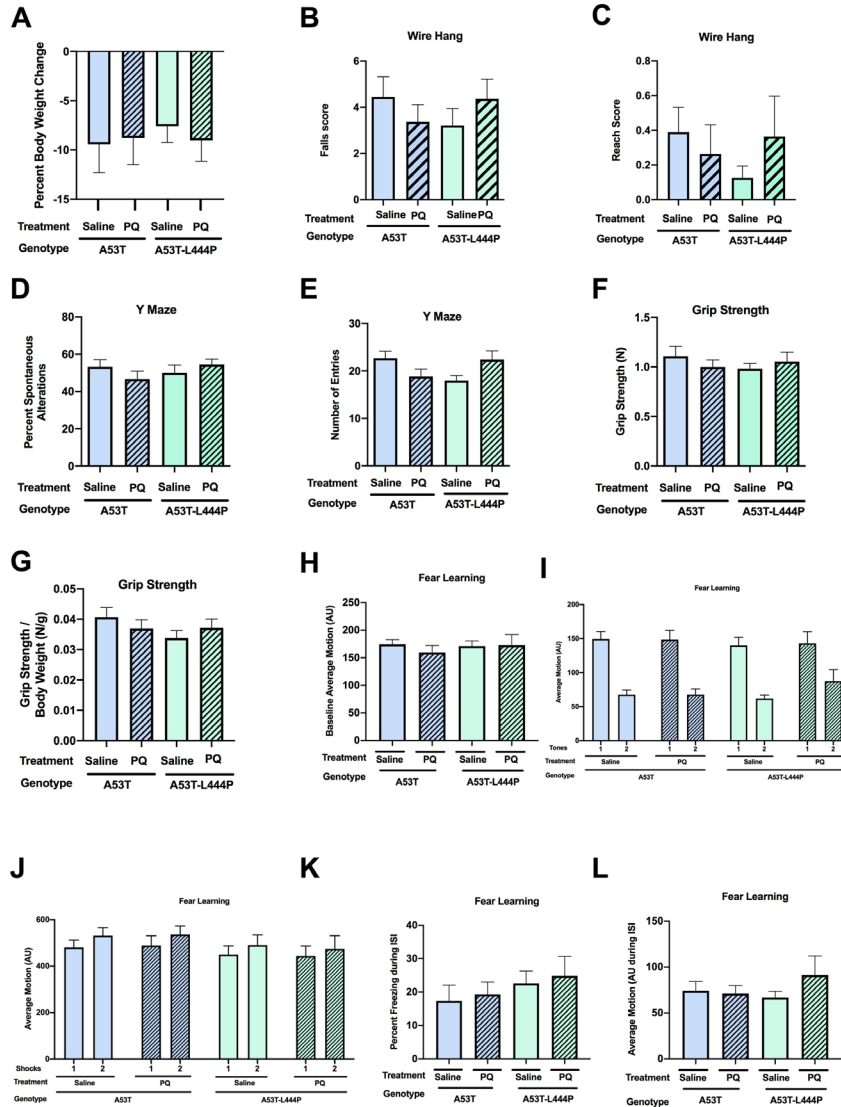 A
Percent Body Weight Change
0
-5
-10
-15
Treatment Saline PQ Saline PQ
Genotype A53T A53T-L444P
B
Wire Hang
Falls score
6
4
2
0
Treatment Saline PQ Saline PQ
Genotype A53T A53T-L444P
C
Wire Hang
Reach Score
0.8
0.6
0.4
0.2
0.0
Treatment Saline PQ Saline PQ
Genotype A53T A53T-L444P
D
Y Maze
Percent Spontaneous
Alterations
80
60
40
20
0
Treatment Saline PQ Saline PQ
Genotype A53T A53T-L444P
E
Y Maze
Number of Entries
30
20
10
0
Treatment Saline PQ Saline PQ
Genotype A53T A53T-L444P
F
Grip Strength
Grip Strength (N)
1.5
1.0
0.5
0.0
Treatment Saline PQ Saline PQ
Genotype A53T A53T-L444P
G
Grip Strength
Grip Strength /
Body Weight (N/g)
0.05
0.04
0.03
0.02
0.01
0.00
Treatment Saline PQ Saline PQ
Genotype A53T A53T-L444P
H
Fear Learning
Baseline Average Motion (AU)
250
200
150
100
50
0
Treatment Saline PQ Saline PQ
Genotype A53T A53T-L444P
I
Fear Learning
Average Motion (AU)
200
150
100
50
0
Tones 1 2 1 2 1 2 1 2
Treatment Saline PQ Saline PQ
Genotype A53T A53T-L444P
J
Fear Learning
Average Motion (AU)
600
400
200
0
Shocks 1 2 1 2 1 2 1 2
Treatment Saline PQ Saline PQ
Genotype A53T A53T-L444P
K
Fear Learning
Percent Freezing during ISI
40
30
20
10
0
Treatment Saline PQ Saline PQ
Genotype A53T A53T-L444P
L
Fear Learning
Average Motion (AU during ISI
150
100
50
0
Treatment Saline PQ Saline PQ
Genotype A53T A53T-L444P